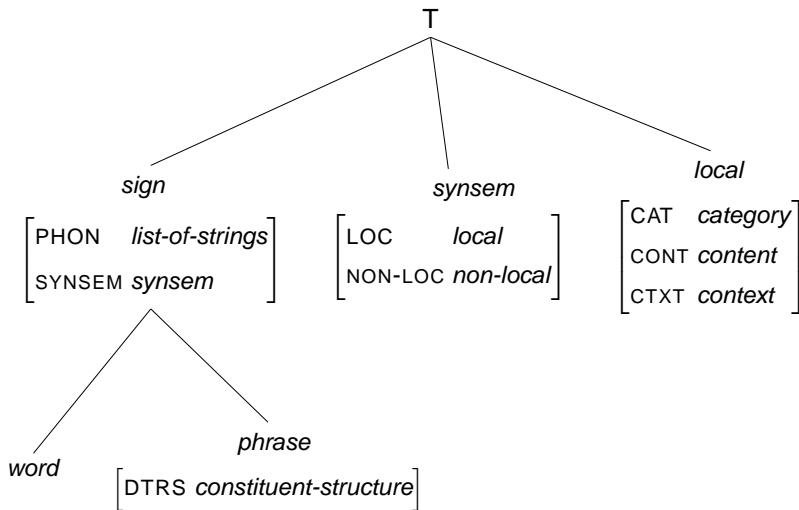 T
sign
synsem
local
PHON list-of-strings
SYNSEM synsem
LOC local
NON-LOC non-local
CAT category
CONT content
CTXT context
word
phrase
DTRS constituent-structure